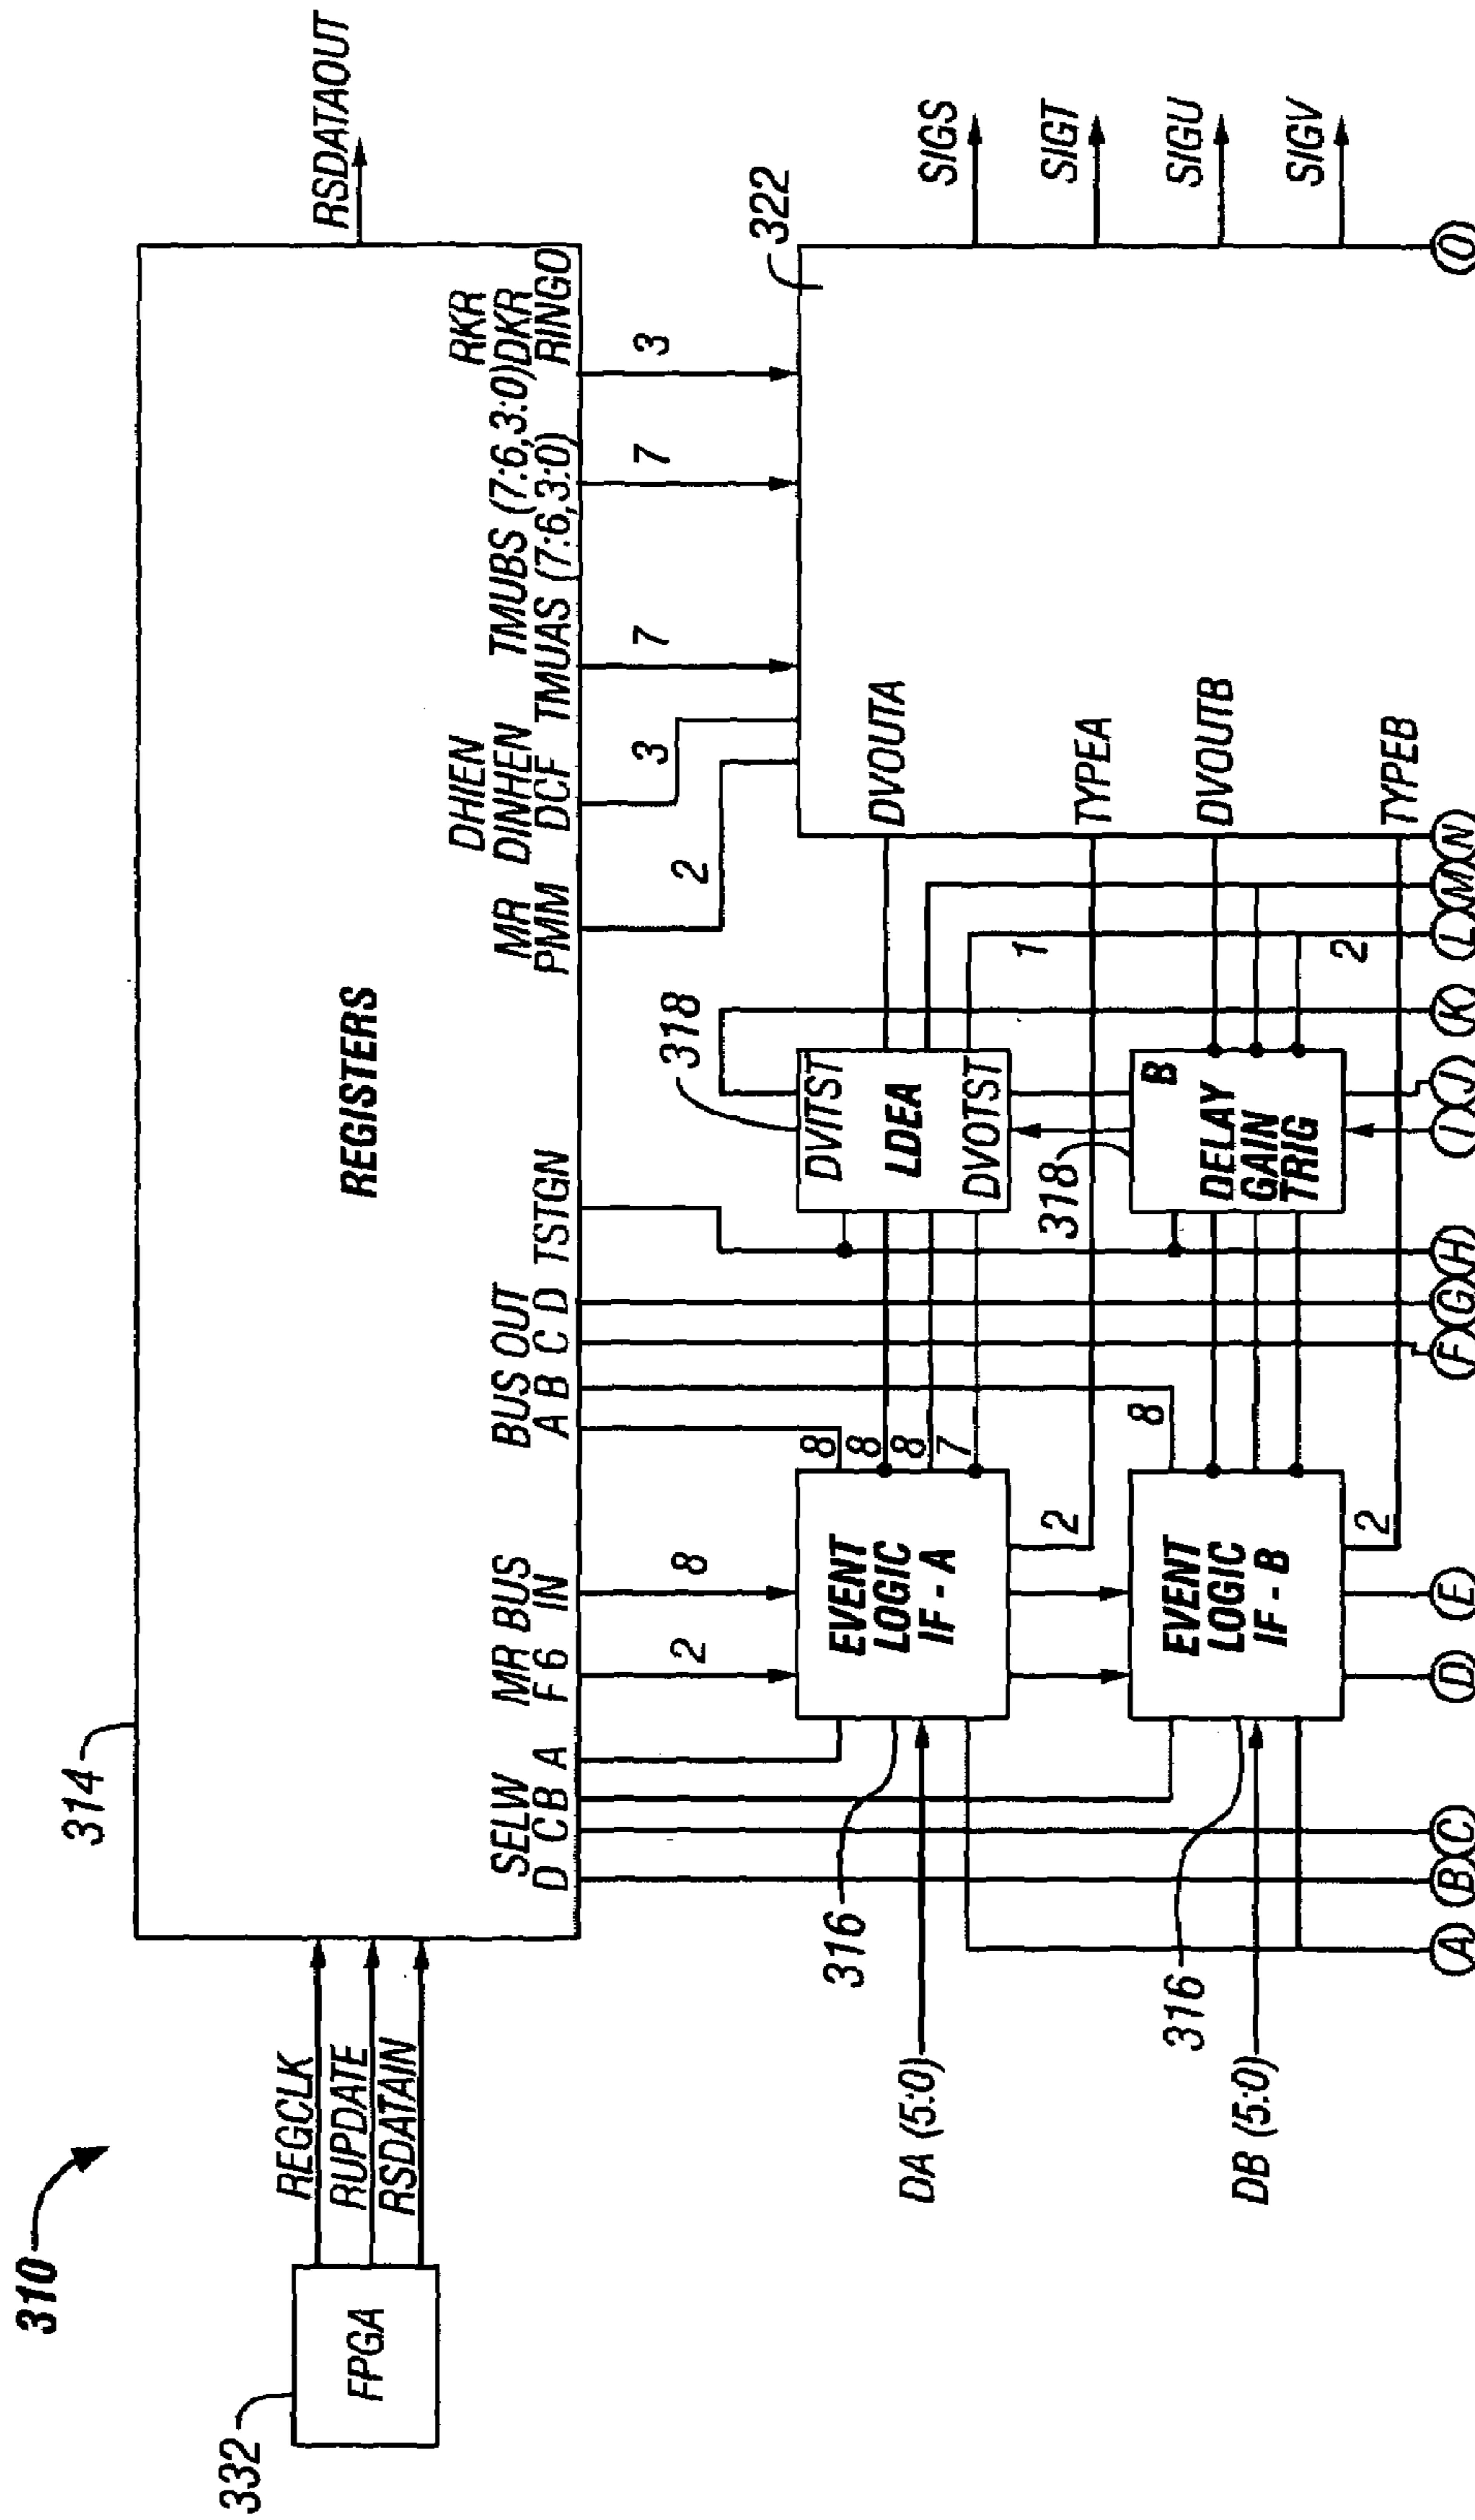 310
332
FPGA
REGCLK
RUPDATE
RSDATAIN
314
REGISTERS
RSDATAOUT
SELW
D C B A
MR BUS
F6 IN
BUS OUT
A B C D
TSTGN
MR
PMM
DHIEN
DINHEN
DCF
TMUBS (7:6,3:0)
TMUAS (7:6,3:0)
RKR
DKR
RINGO
2
8
2
3
7
7
3
322
SIGS
SIGT
SIGU
SIGV
316
DA (5:0)
EVENT
LOGIC
IF - A
8
8
8
7
2
318
DVITST
LDEA
DVOTST
1
DVOUTA
TYPEA
DVOUTB
TYPEB
316
DB (5:0)
EVENT
LOGIC
IF - B
8
2
318
B
DELAY
GAIN
TRIG
2
A B C D E F G H I J K L M N O